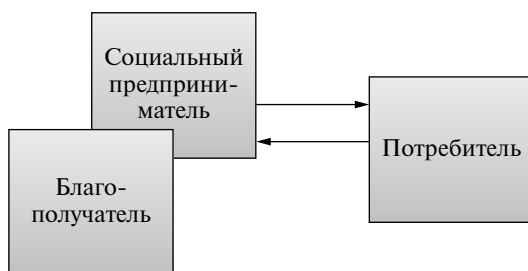 Социальный
предприни-
матель
Благо-
получатель
Потребитель